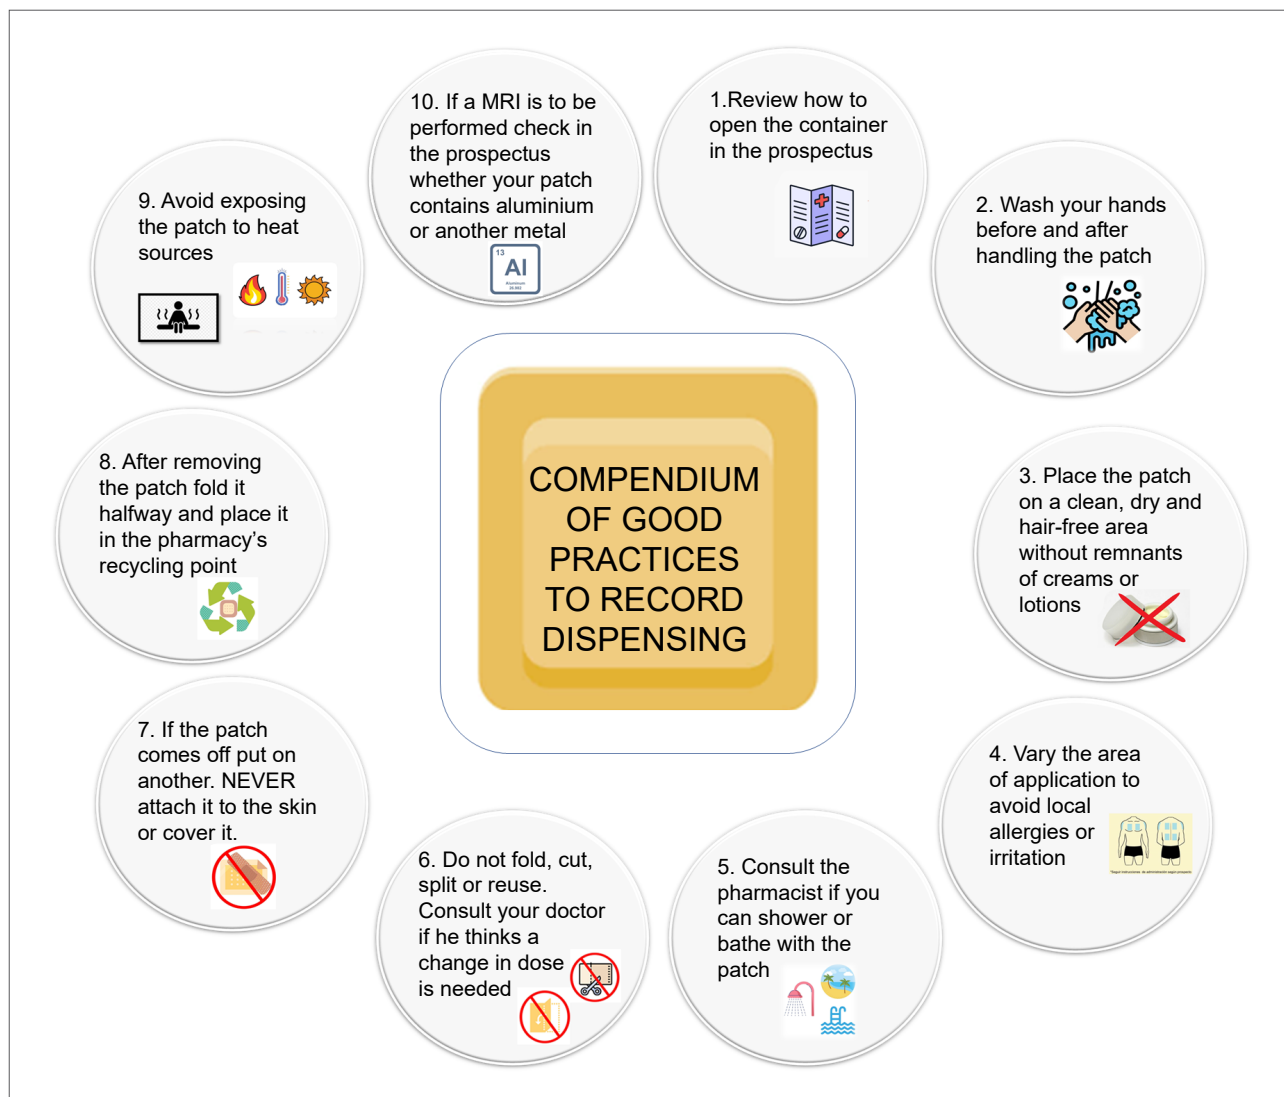 COMPENDIUM
OF GOOD
PRACTICES
TO RECORD
DISPENSING
1.Review how to
open the container
in the prospectus
2. Wash your hands
before and after
handling the patch
3. Place the patch
on a clean, dry and
hair-free area
without remnants
of creams or
lotions
4. Vary the area
of application to
avoid local
allergies or
irritation
5. Consult the
pharmacist if you
can shower or
bathe with the
patch
6. Do not fold, cut,
split or reuse.
Consult your doctor
if he thinks a
change in dose
is needed
7. If the patch
comes off put on
another. NEVER
attach it to the skin
or cover it.
8. After removing
the patch fold it
halfway and place it
in the pharmacy’s
recycling point
9. Avoid exposing
the patch to heat
sources
10. If a MRI is to be
performed check in
the prospectus
whether your patch
contains aluminium
or another metal
13
Al